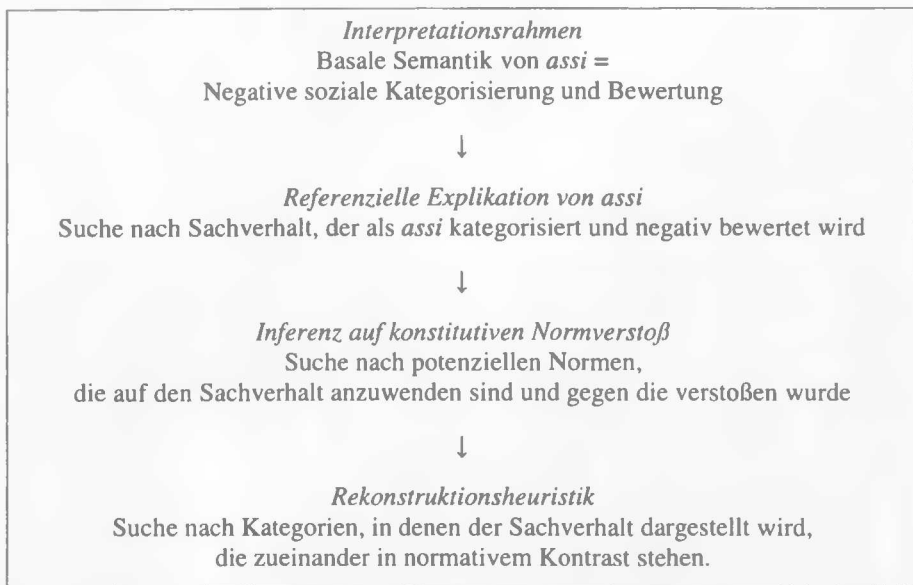 Interpretationsrahmen
Basale Semantik von assi =
Negative soziale Kategorisierung und Bewertung
↓
Referenzielle Explikation von assi
Suche nach Sachverhalt, der als assi kategorisiert und negativ bewertet wird
↓
Inferenz auf konstitutiven Normverstoß
Suche nach potenziellen Normen,
die auf den Sachverhalt anzuwenden sind und gegen die verstoßen wurde
↓
Rekonstruktionsheuristik
Suche nach Kategorien, in denen der Sachverhalt dargestellt wird,
die zueinander in normativem Kontrast stehen.